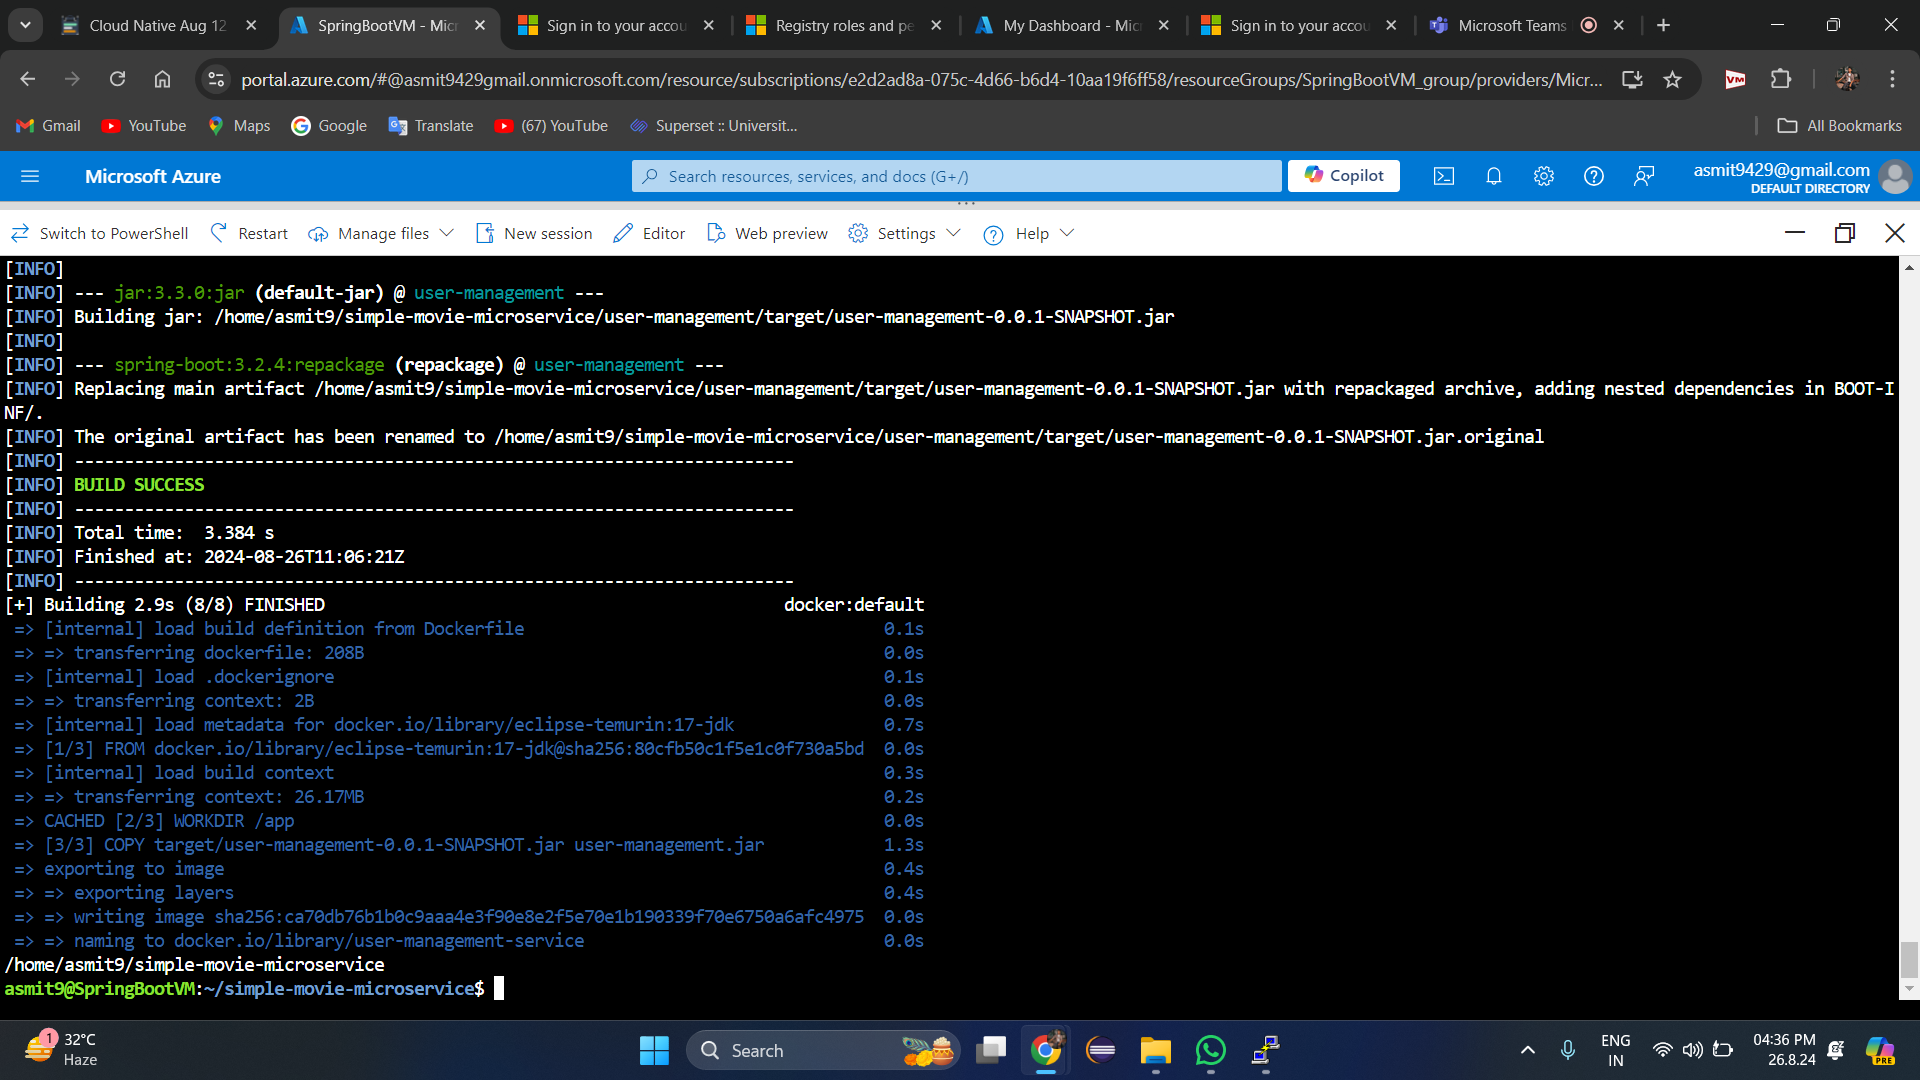 Cloud Native Aug 12
SpringBootVM - Micr
Sign in to your accou
Registry roles and pe
My Dashboard - Mic
Sign in to your accou
Microsoft Teams
portal.azure.com/#@asmit9429gmail.onmicrosoft.com/resource/subscriptions/e2d2ad8a-075c-4d66-b6d4-10aa19f6ff58/resourceGroups/SpringBootVM_group/providers/Micr...
VM
Gmail
YouTube
Maps
Google
Translate
(67) YouTube
Superset :: Universit...
All Bookmarks
Microsoft Azure
Search resources, services, and docs (G+/)
Copilot
asmit9429@gmail.com
DEFAULT DIRECTORY
Switch to PowerShell
Restart
Manage files
New session
Editor
Web preview
Settings
Help
[INFO]
[INFO] --- jar:3.3.0:jar (default-jar) @ user-management ---
[INFO] Building jar: /home/asmit9/simple-movie-microservice/user-management/target/user-management-0.0.1-SNAPSHOT.jar
[INFO]
[INFO] --- spring-boot:3.2.4:repackage (repackage) @ user-management ---
[INFO] Replacing main artifact /home/asmit9/simple-movie-microservice/user-management/target/user-management-0.0.1-SNAPSHOT.jar with repackaged archive, adding nested dependencies in BOOT-I
NF/.
[INFO] The original artifact has been renamed to /home/asmit9/simple-movie-microservice/user-management/target/user-management-0.0.1-SNAPSHOT.jar.original
[INFO] ------------------------------------------------------------------------
[INFO] BUILD SUCCESS
[INFO] ------------------------------------------------------------------------
[INFO] Total time:  3.384 s
[INFO] Finished at: 2024-08-26T11:06:21Z
[INFO] ------------------------------------------------------------------------
[+] Building 2.9s (8/8) FINISHED docker:default
=> [internal] load build definition from Dockerfile 0.1s
=> => transferring dockerfile: 208B 0.0s
=> [internal] load .dockerignore 0.1s
=> => transferring context: 2B 0.0s
=> [internal] load metadata for docker.io/library/eclipse-temurin:17-jdk 0.7s
=> [1/3] FROM docker.io/library/eclipse-temurin:17-jdk@sha256:80cfb50c1f5e1c0f730a5bd 0.0s
=> [internal] load build context 0.3s
=> => transferring context: 26.17MB 0.2s
=> CACHED [2/3] WORKDIR /app 0.0s
=> [3/3] COPY target/user-management-0.0.1-SNAPSHOT.jar user-management.jar 1.3s
=> exporting to image 0.4s
=> => exporting layers 0.4s
=> => writing image sha256:ca70db76b1b0c9aaa4e3f90e8e2f5e70e1b190339f70e6750a6afc4975 0.0s
=> => naming to docker.io/library/user-management-service 0.0s
/home/asmit9/simple-movie-microservice
asmit9@SpringBootVM:~/simple-movie-microservice$
1
32°C
Haze
Search
ENG
IN
04:36 PM
26.8.24
PRE